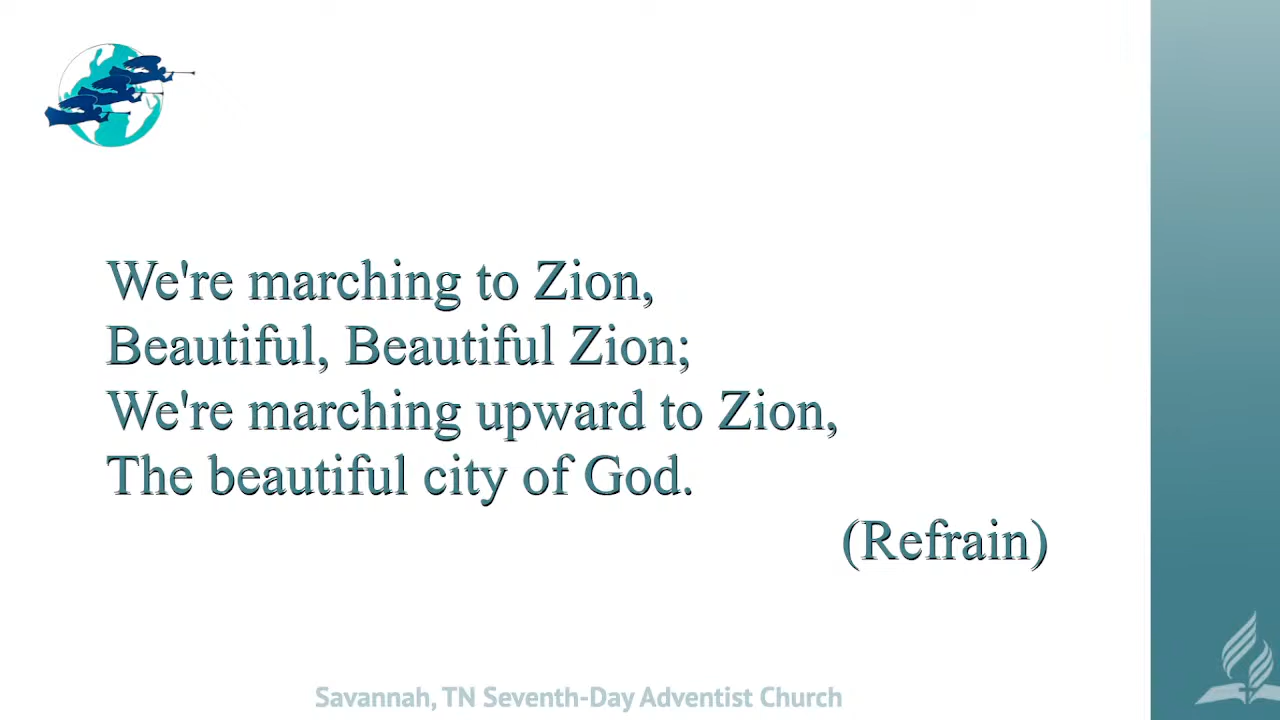 We're marching to Zion,
Beautiful, Beautiful Zion;
We're marching upward to Zion,
The beautiful city of God.
(Refrain)
Savannah, TN Seventh-Day Adventist Church